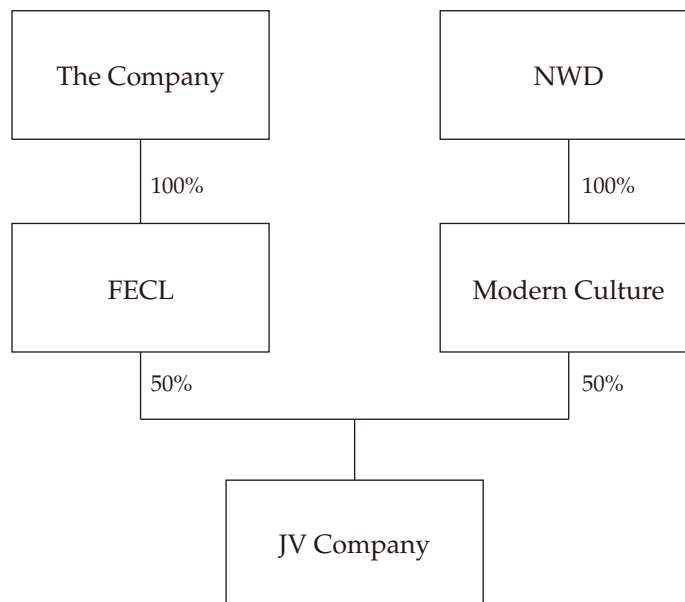 The Company
NWD
100%
100%
FECL
Modern Culture
50%
50%
JV Company